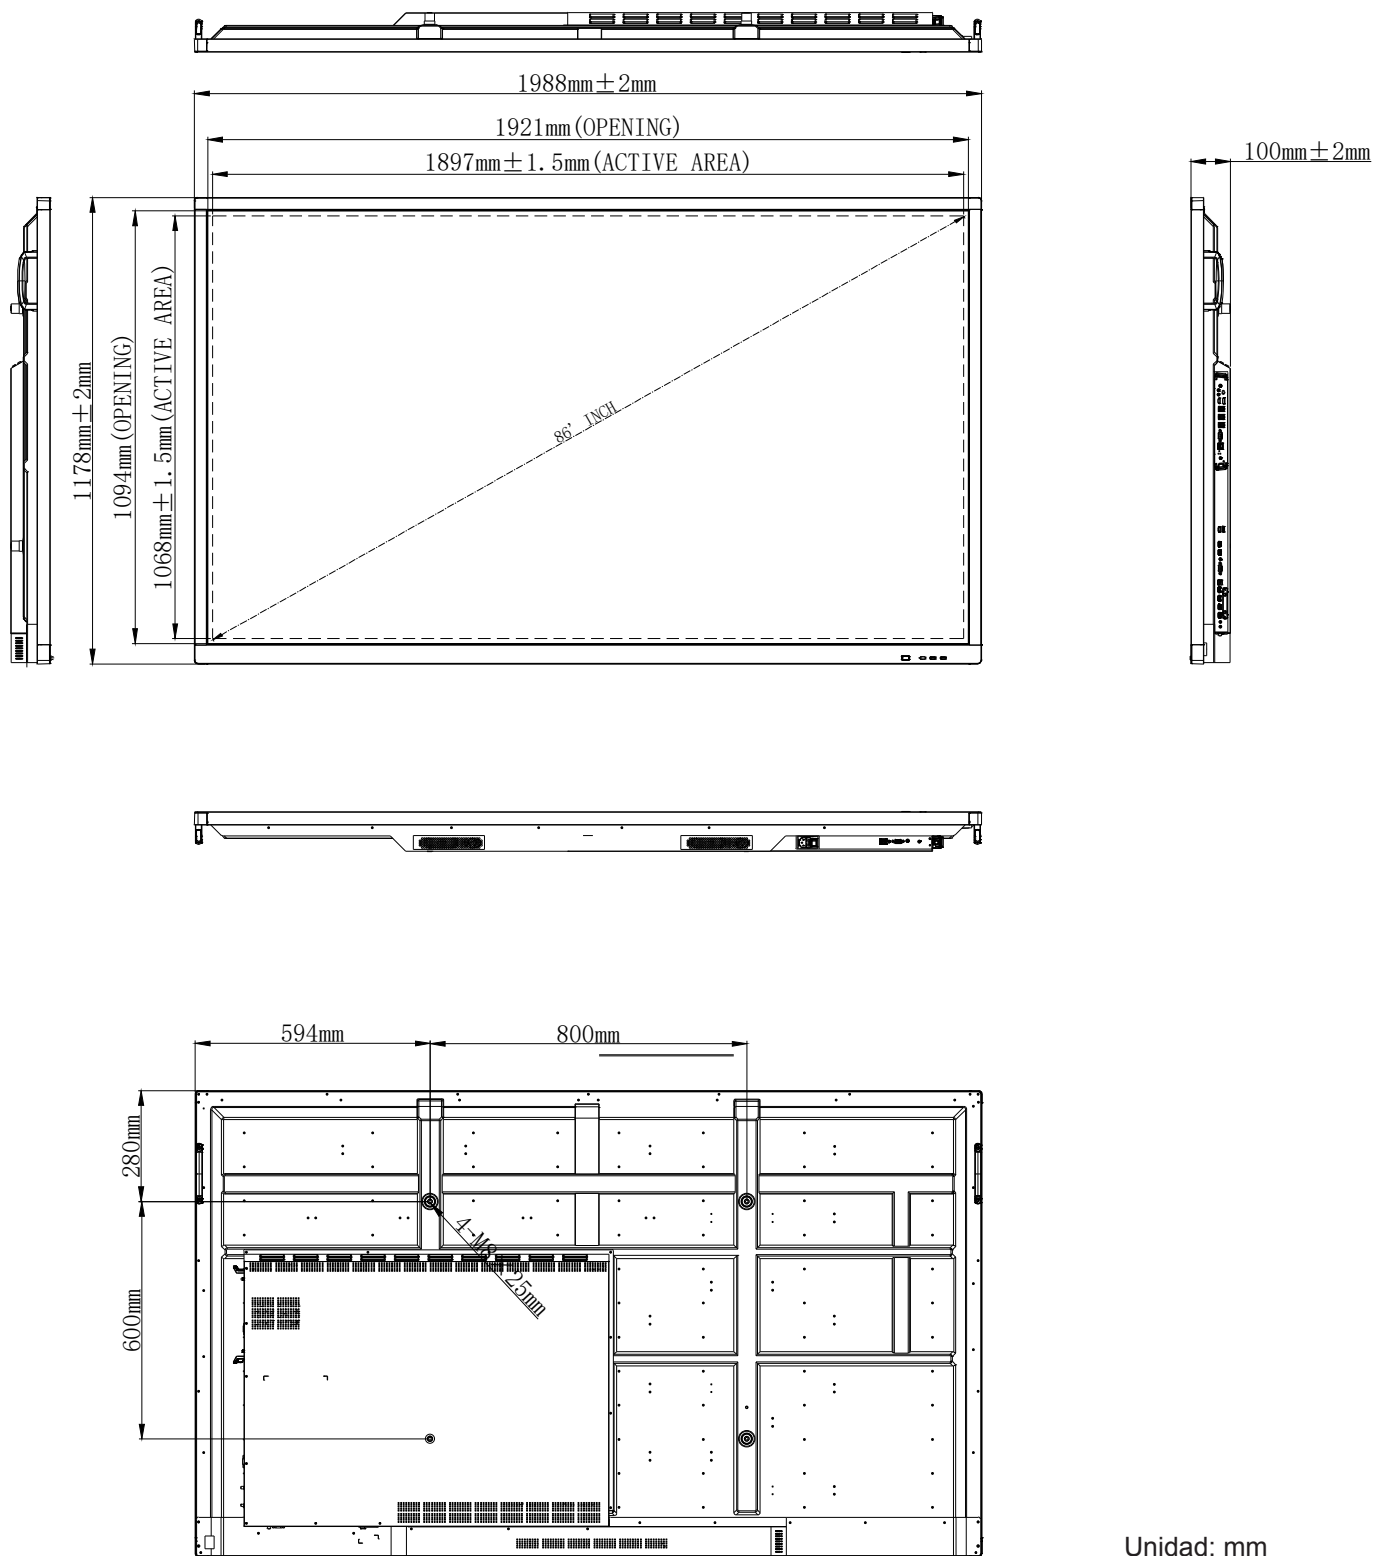 1988mm±2mm
1921mm(OPENING)
1897mm±1.5mm(ACTIVE AREA)
100mm±2mm
1178mm±2mm
1094mm(OPENING)
1068mm±1.5mm(ACTIVE AREA)
86' INCH
594mm
800mm
280mm
600mm
4-M8×25mm
Unidad: mm